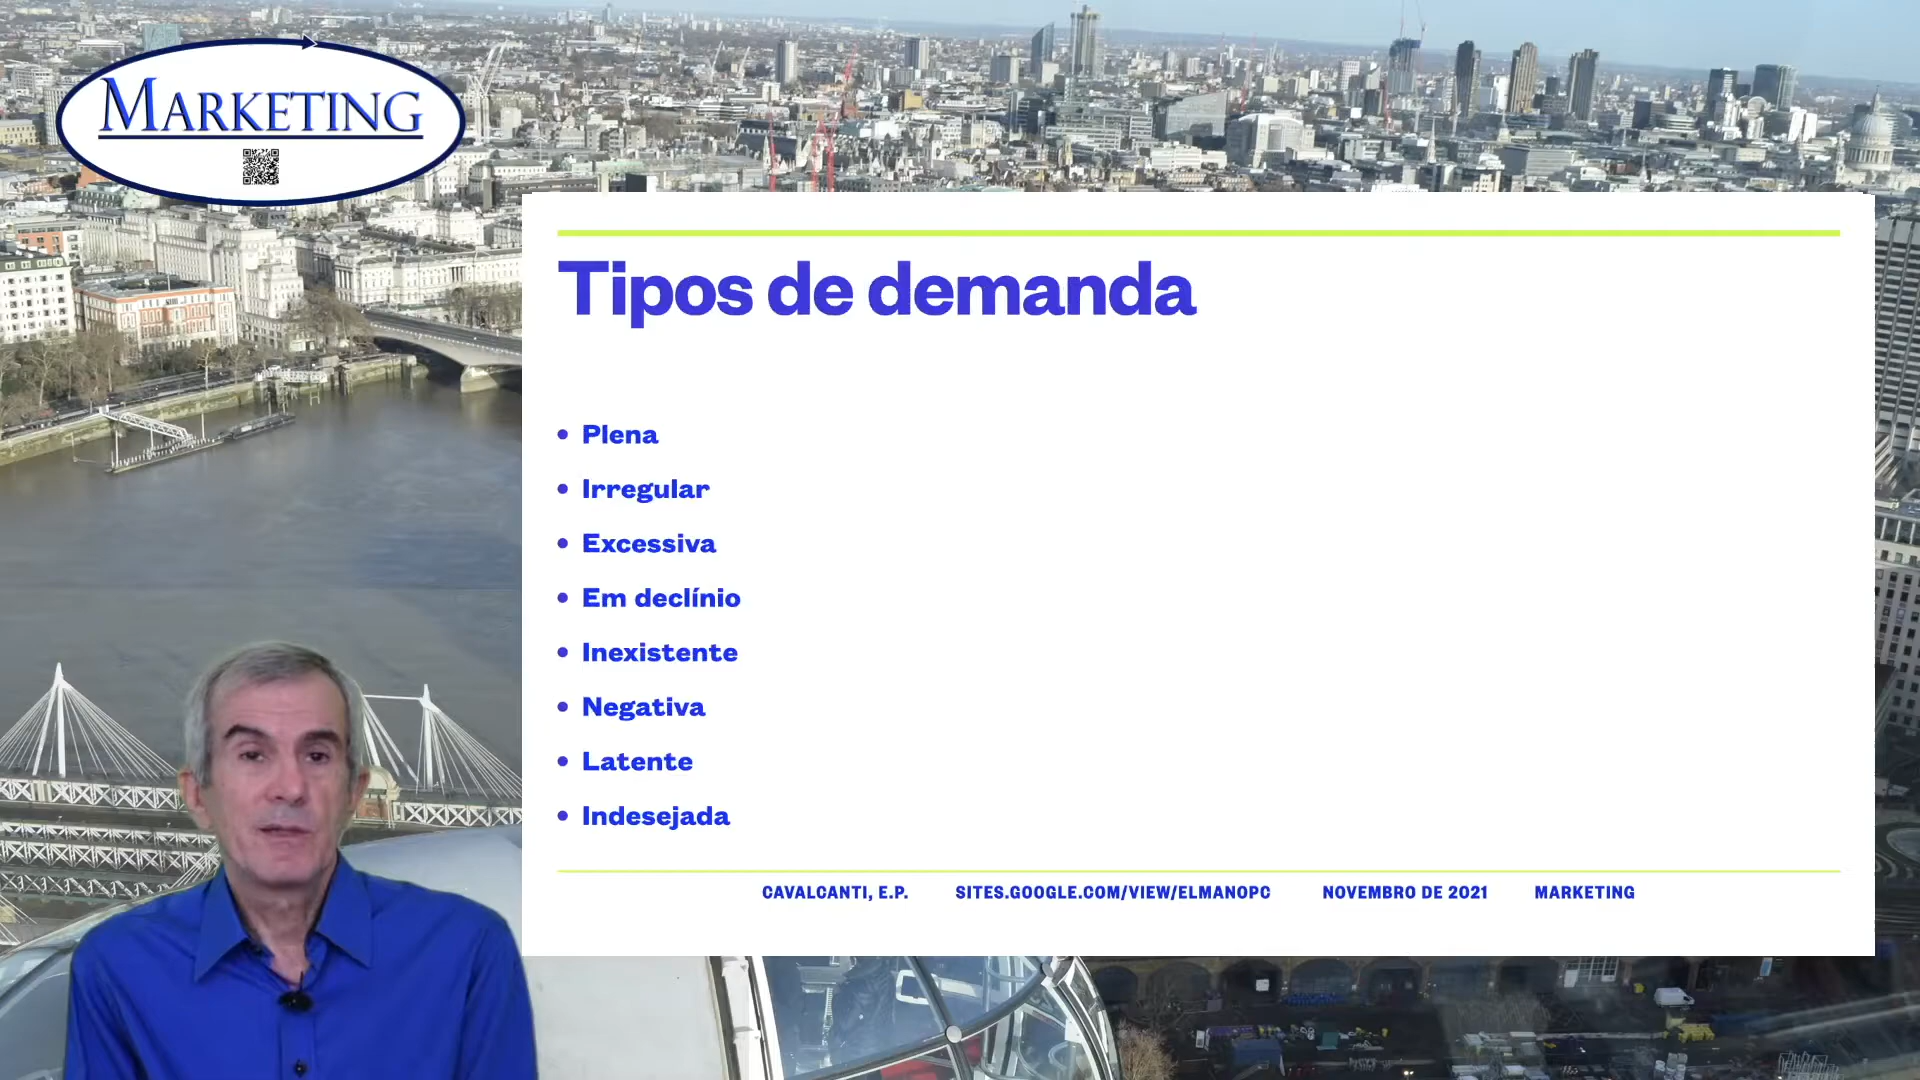 MARKETING
Tipos de demanda
• Plena
• Irregular
• Excessiva
• Em declínio
• Inexistente
• Negativa
• Latente
• Indesejada
CAVALCANTI, E.P. SITES.GOOGLE.COM/VIEW/ELMANOPC NOVEMBRO DE 2021 MARKETING